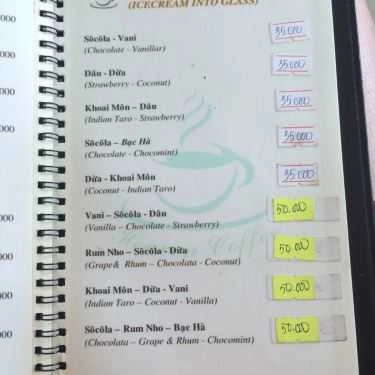 (ICECREAM INTO GLASS)
Sôcôla - Vani 35.000
(Chocolate - Vanillar)
Dâu - Dừa 35.000
(Strawberry - Coconut)
Khoai Môn – Dâu 35.000
(Indian Taro - Strawberry)
Sôcôla – Bạc Hà 35.000
(Chocolate - Chocomint)
Dừa - Khoai Môn 35.000
(Coconut - Indian Taro)
Vani – Sôcôla - Dâu 50.000
(Vanilla – Chocolate - Strawberry)
Rum Nho – Sôcôla - Dừa 50.000
(Grape& Rhum – Chocolata - Coconut)
Khoai Môn – Dừa - Vani 50.000
(Indian Taro – Coconut - Vanilla)
Sôcôla – Rum Nho – Bạc Hà 50.000
(Chocolata – Grape & Rhum - Chocomint)